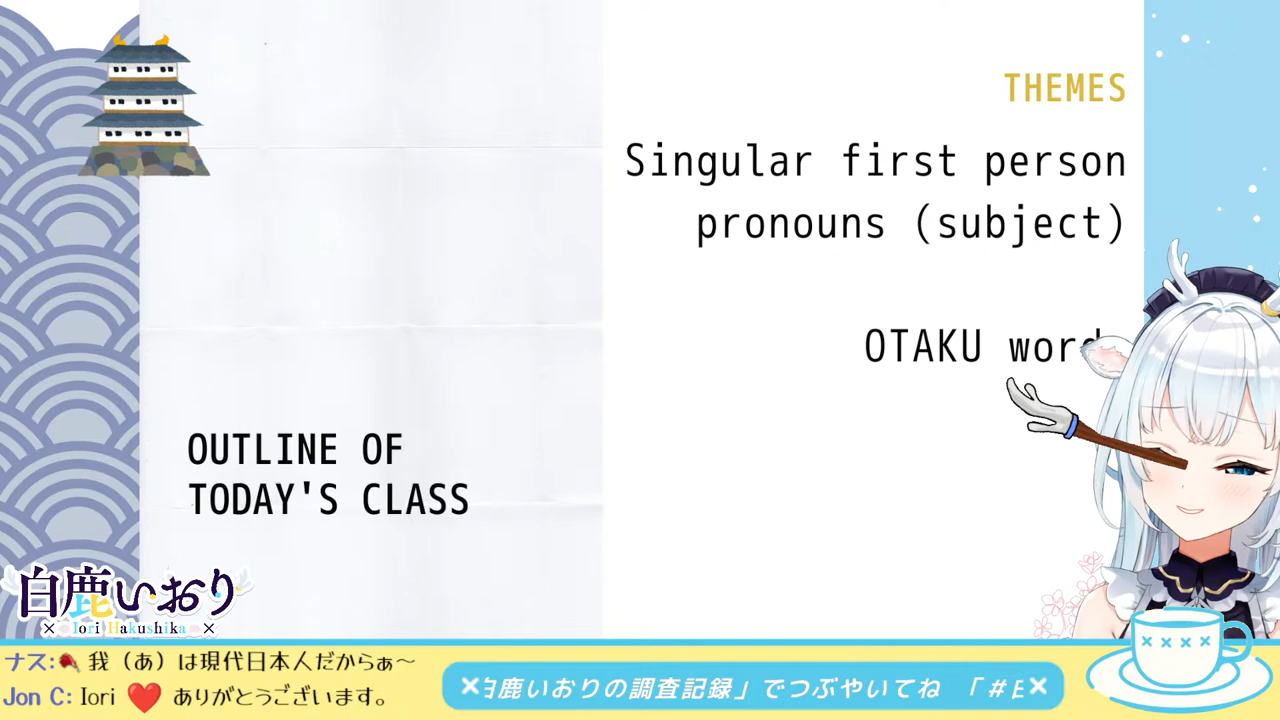 THEMES
Singular first person
pronouns (subject)
OTAKU word
OUTLINE OF
TODAY'S CLASS
白鹿いおり
Iori Hakushika
ナス: 我(あ)は現代日本人だからぁ〜
Jon C: Iori ❤️ ありがとうございます。
鹿いおりの調査記録」でつぶやいてね 「#